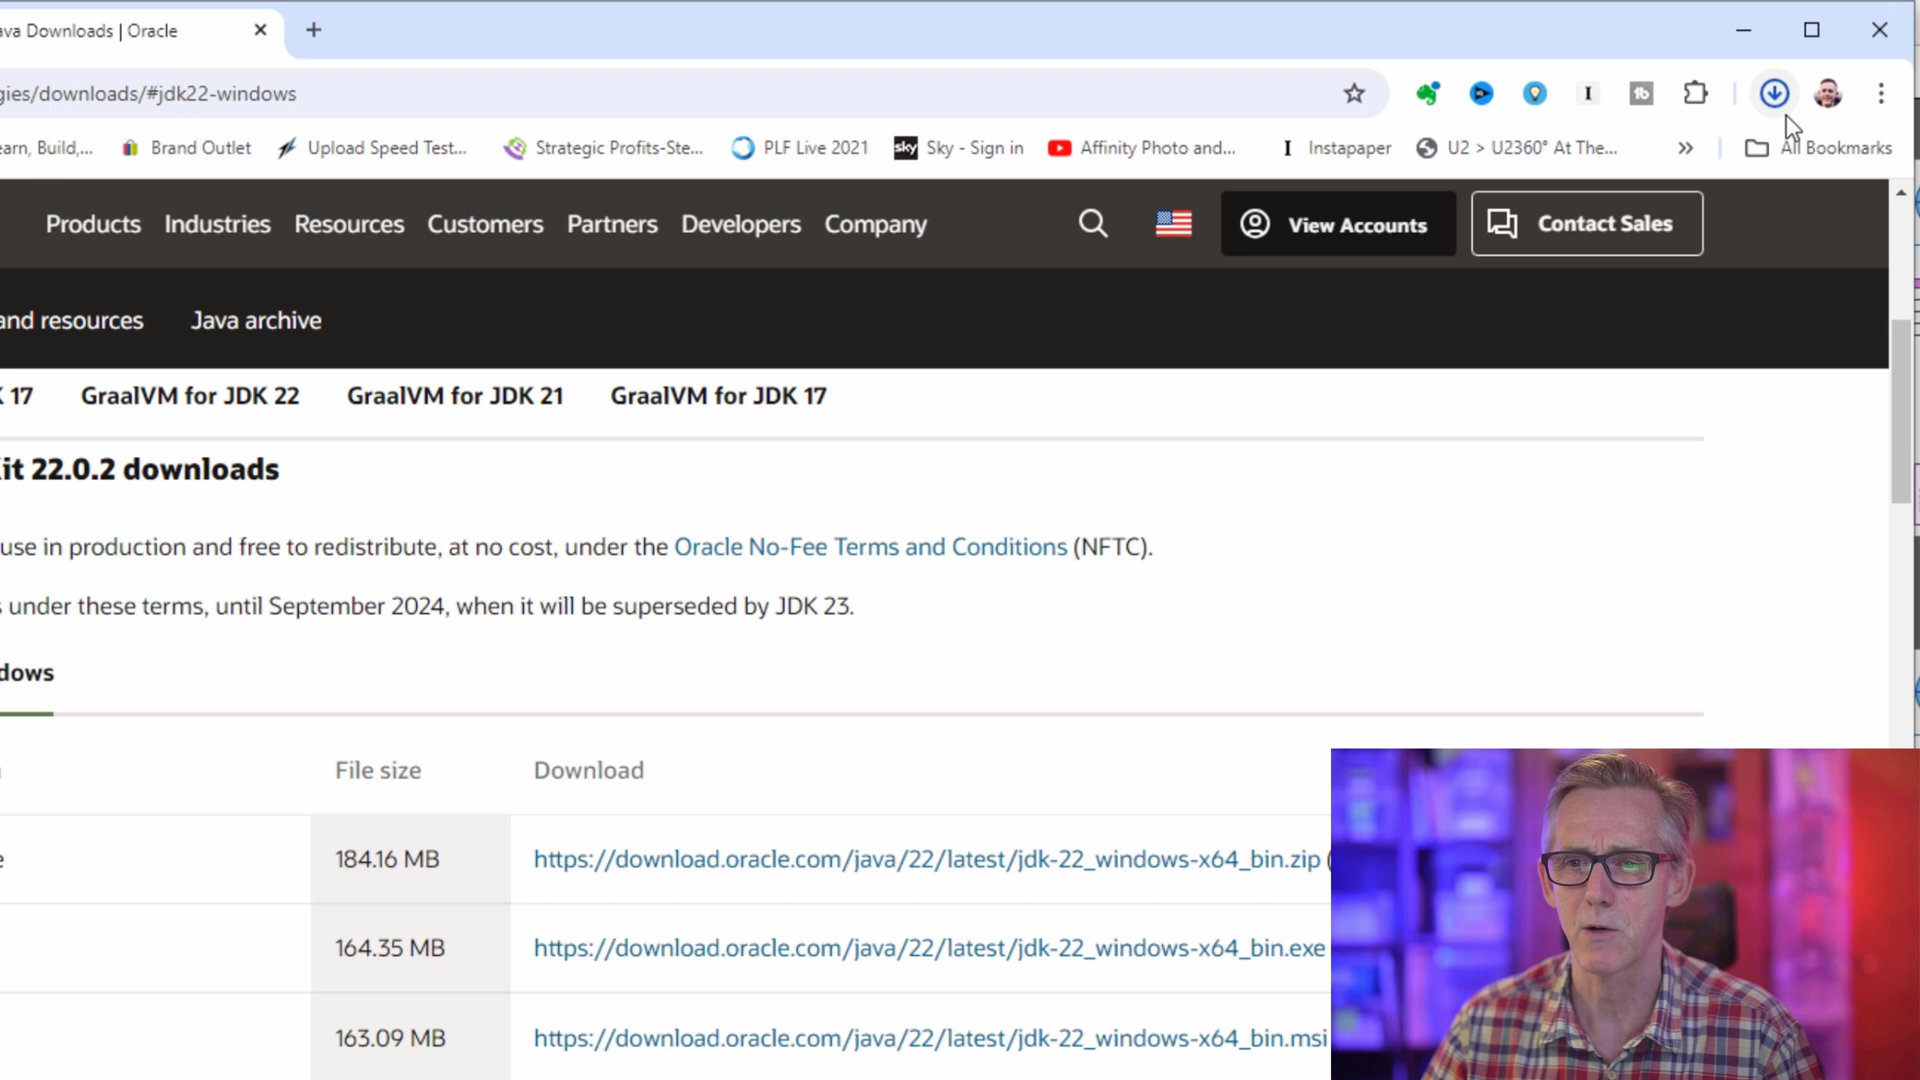 ava Downloads | Oracle
gies/downloads/#jdk22-windows
earn, Build,... Brand Outlet Upload Speed Test... Strategic Profits-Ste... PLF Live 2021 sky Sky - Sign in Affinity Photo and... I Instapaper U2 > U2360° At The... » All Bookmarks
Products Industries Resources Customers Partners Developers Company View Accounts Contact Sales
and resources Java archive
K 17 GraalVM for JDK 22 GraalVM for JDK 21 GraalVM for JDK 17
it 22.0.2 downloads
use in production and free to redistribute, at no cost, under the Oracle No-Fee Terms and Conditions (NFTC).
s under these terms, until September 2024, when it will be superseded by JDK 23.
dows
File size Download
184.16 MB https://download.oracle.com/java/22/latest/jdk-22_windows-x64_bin.zip (
164.35 MB https://download.oracle.com/java/22/latest/jdk-22_windows-x64_bin.exe
163.09 MB https://download.oracle.com/java/22/latest/jdk-22_windows-x64_bin.msi